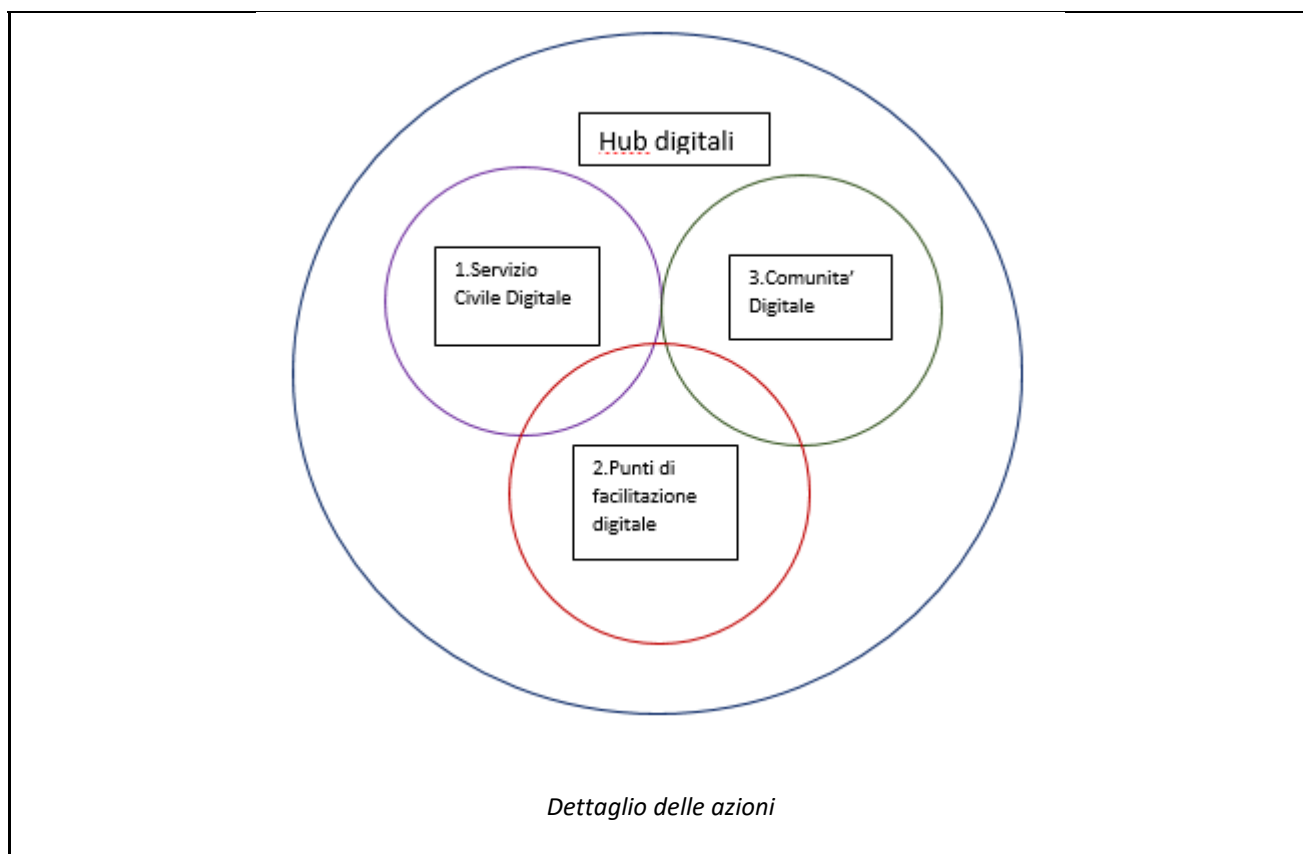 Hub digitali
1.Servizio
Civile Digitale
3.Comunita’
Digitale
2.Punti di
facilitazione
digitale
Dettaglio delle azioni